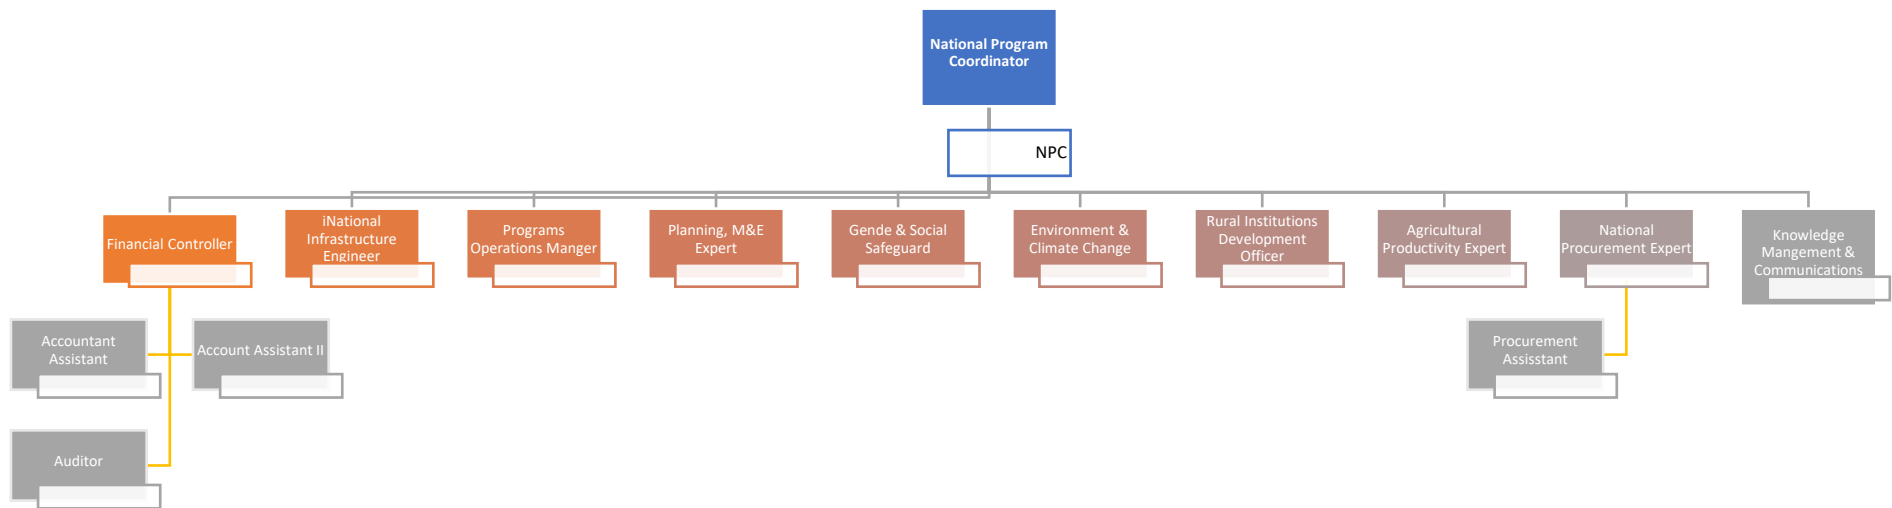 National Program
Coordinator
NPC
Financial Controller
iNational
Infrastructure
Engineer
Programs
Operations Manger
Planning, M&E
Expert
Gende & Social
Safeguard
Environment &
Climate Change
Rural Institutions
Development
Officer
Agricultural
Productivity Expert
National
Procurement Expert
Knowledge
Mangement &
Communications
Accountant
Assistant
Account Assistant II
Procurement
Assisstant
Auditor